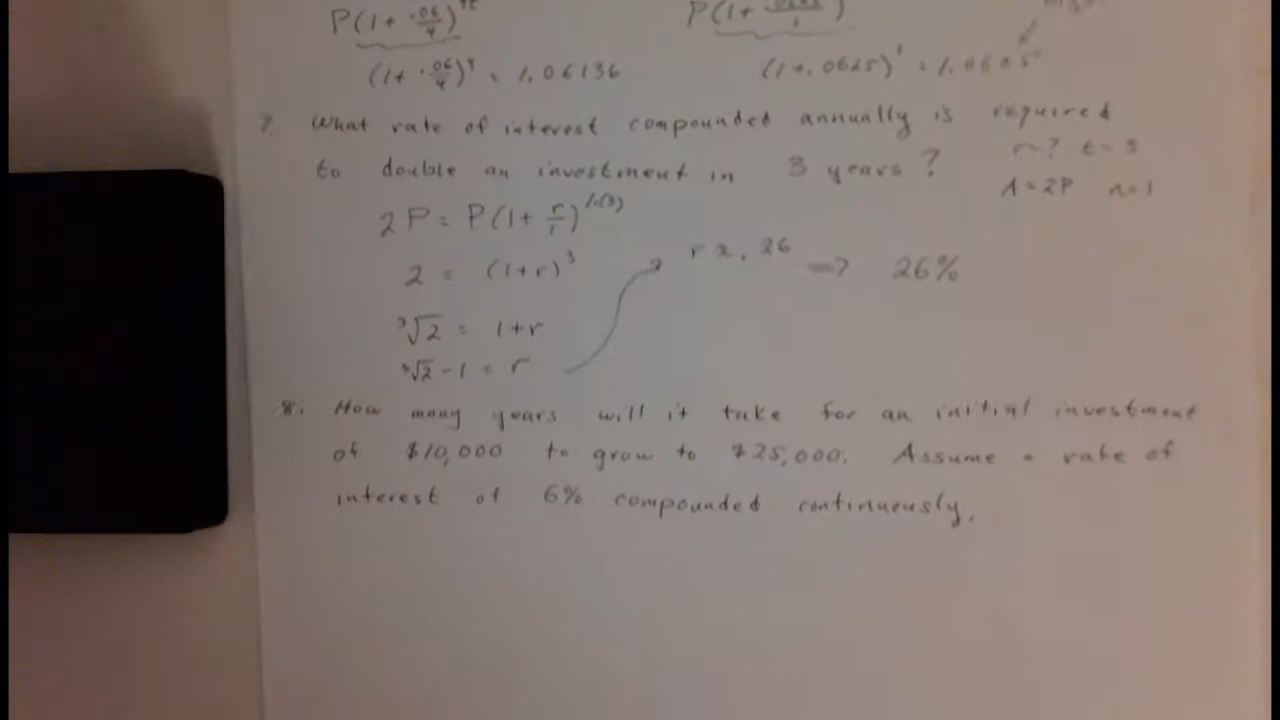 P(1+ .06/4)
P(1+
(1+ .06/4)⁴ = 1.06136
(1+.0625)¹ = 1.0625
7. What rate of interest compounded annually is required
to double an investment in 3 years?
r=? t=3
A=2P n=1
2P = P(1+ r/1)^1·(3)
2 = (1+r)³
r ≈ .26 => 26%
³√2 = 1+r
³√2 -1 = r
8. How many years will it take for an initial investment
of $10,000 to grow to $25,000. Assume a rate of
interest of 6% compounded continuously.